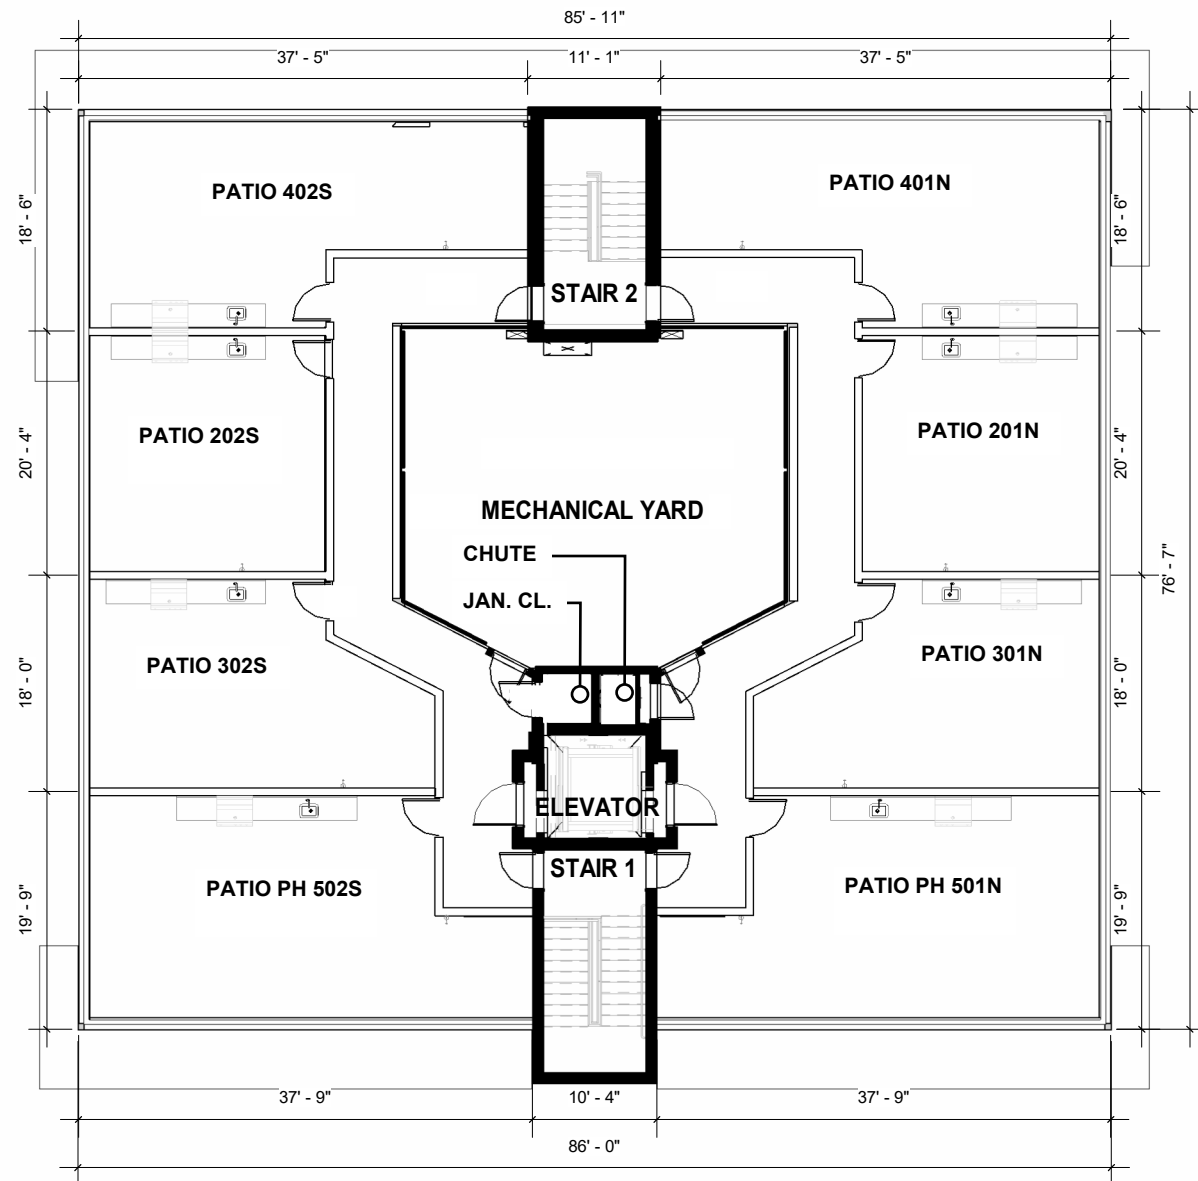 85' - 11"
37' - 5"
11' - 1"
37' - 5"
PATIO 402S
PATIO 401N
18' - 6"
18' - 6"
STAIR 2
PATIO 202S
PATIO 201N
20' - 4"
20' - 4"
MECHANICAL YARD
CHUTE
76' - 7"
JAN. CL.
PATIO 302S
PATIO 301N
18' - 0"
18' - 0"
ELEVATOR
STAIR 1
PATIO PH 502S
PATIO PH 501N
19' - 9"
19' - 9"
37' - 9"
10' - 4"
37' - 9"
86' - 0"